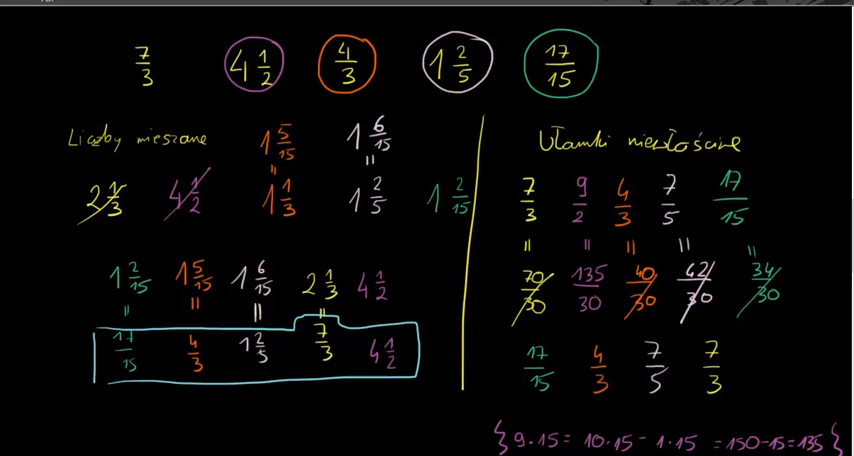 7/3 4 1/2 4/3 1 2/5 17/15
Liczby mieszane
1 5/15 1 6/15
= =
2 1/3 4 1/2 1 1/3 1 2/5 1 2/15
1 2/15 1 5/15 1 6/15 2 1/3 4 1/2
= = = =
17/15 4/3 1 2/5 7/3 4 1/2
Ułamki niewłaściwe
7/3 9/2 4/3 7/5 17/15
= = = = =
70/30 135/30 40/30 42/30 34/30
17/15 4/3 7/5 7/3
{ 9·15 = 10·15 - 1·15 = 150-15=135 }